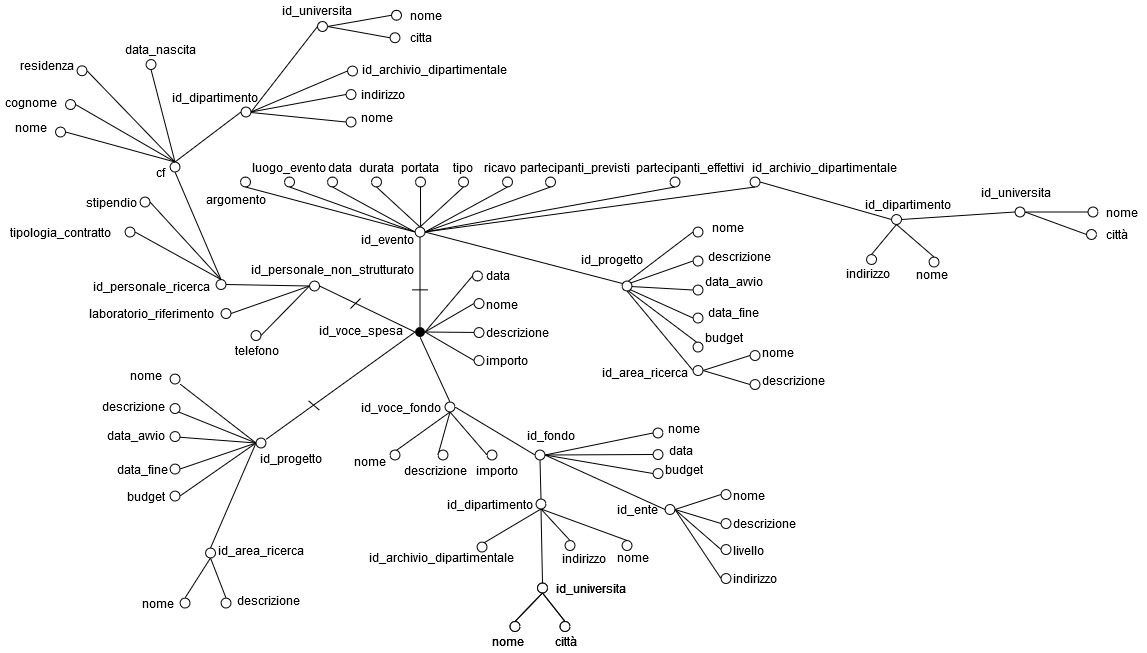 id_universita
nome
citta
data_nascita
residenza
id_archivio_dipartimentale
cognome
id_dipartimento
indirizzo
nome
nome
cf
luogo_evento
data
durata
portata
tipo
ricavo
partecipanti_previsti
partecipanti_effettivi
id_archivio_dipartimentale
argomento
stipendio
id_dipartimento
id_universita
nome
tipologia_contratto
id_evento
nome
città
id_progetto
descrizione
id_personale_non_strutturato
indirizzo
nome
id_personale_ricerca
data
data_avvio
laboratorio_riferimento
nome
data_fine
id_voce_spesa
descrizione
budget
telefono
importo
nome
id_area_ricerca
descrizione
nome
descrizione
id_voce_fondo
data_avvio
id_fondo
nome
id_progetto
nome
data
data_fine
descrizione
importo
budget
budget
id_dipartimento
id_ente
nome
descrizione
id_area_ricerca
id_archivio_dipartimentale
indirizzo
nome
livello
indirizzo
nome
descrizione
id_universita
nome
città